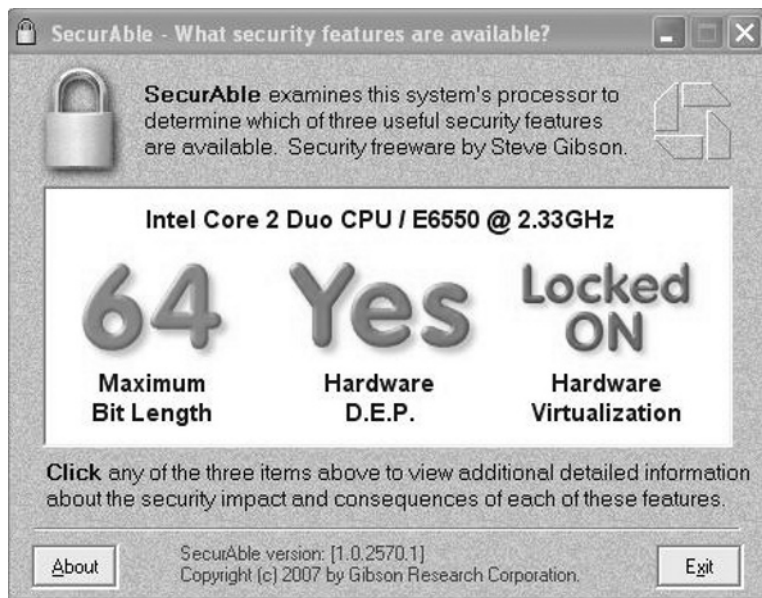 SecurAble - What security features are available?
SecurAble examines this system's processor to
determine which of three useful security features
are available. Security freeware by Steve Gibson.
Intel Core 2 Duo CPU / E6550 @ 2.33GHz
64 Yes Locked ON
Maximum Bit Length
Hardware D.E.P.
Hardware Virtualization
Click any of the three items above to view additional detailed information
about the security impact and consequences of each of these features.
About
SecurAble version: [1.0.2570.1]
Copyright (c) 2007 by Gibson Research Corporation.
Exit